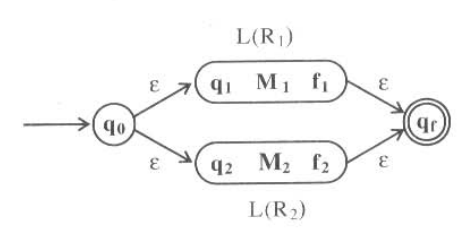 L(R₁)
ε q₁ M₁ f₁ ε
q₀ q_f
ε q₂ M₂ f₂ ε
L(R₂)